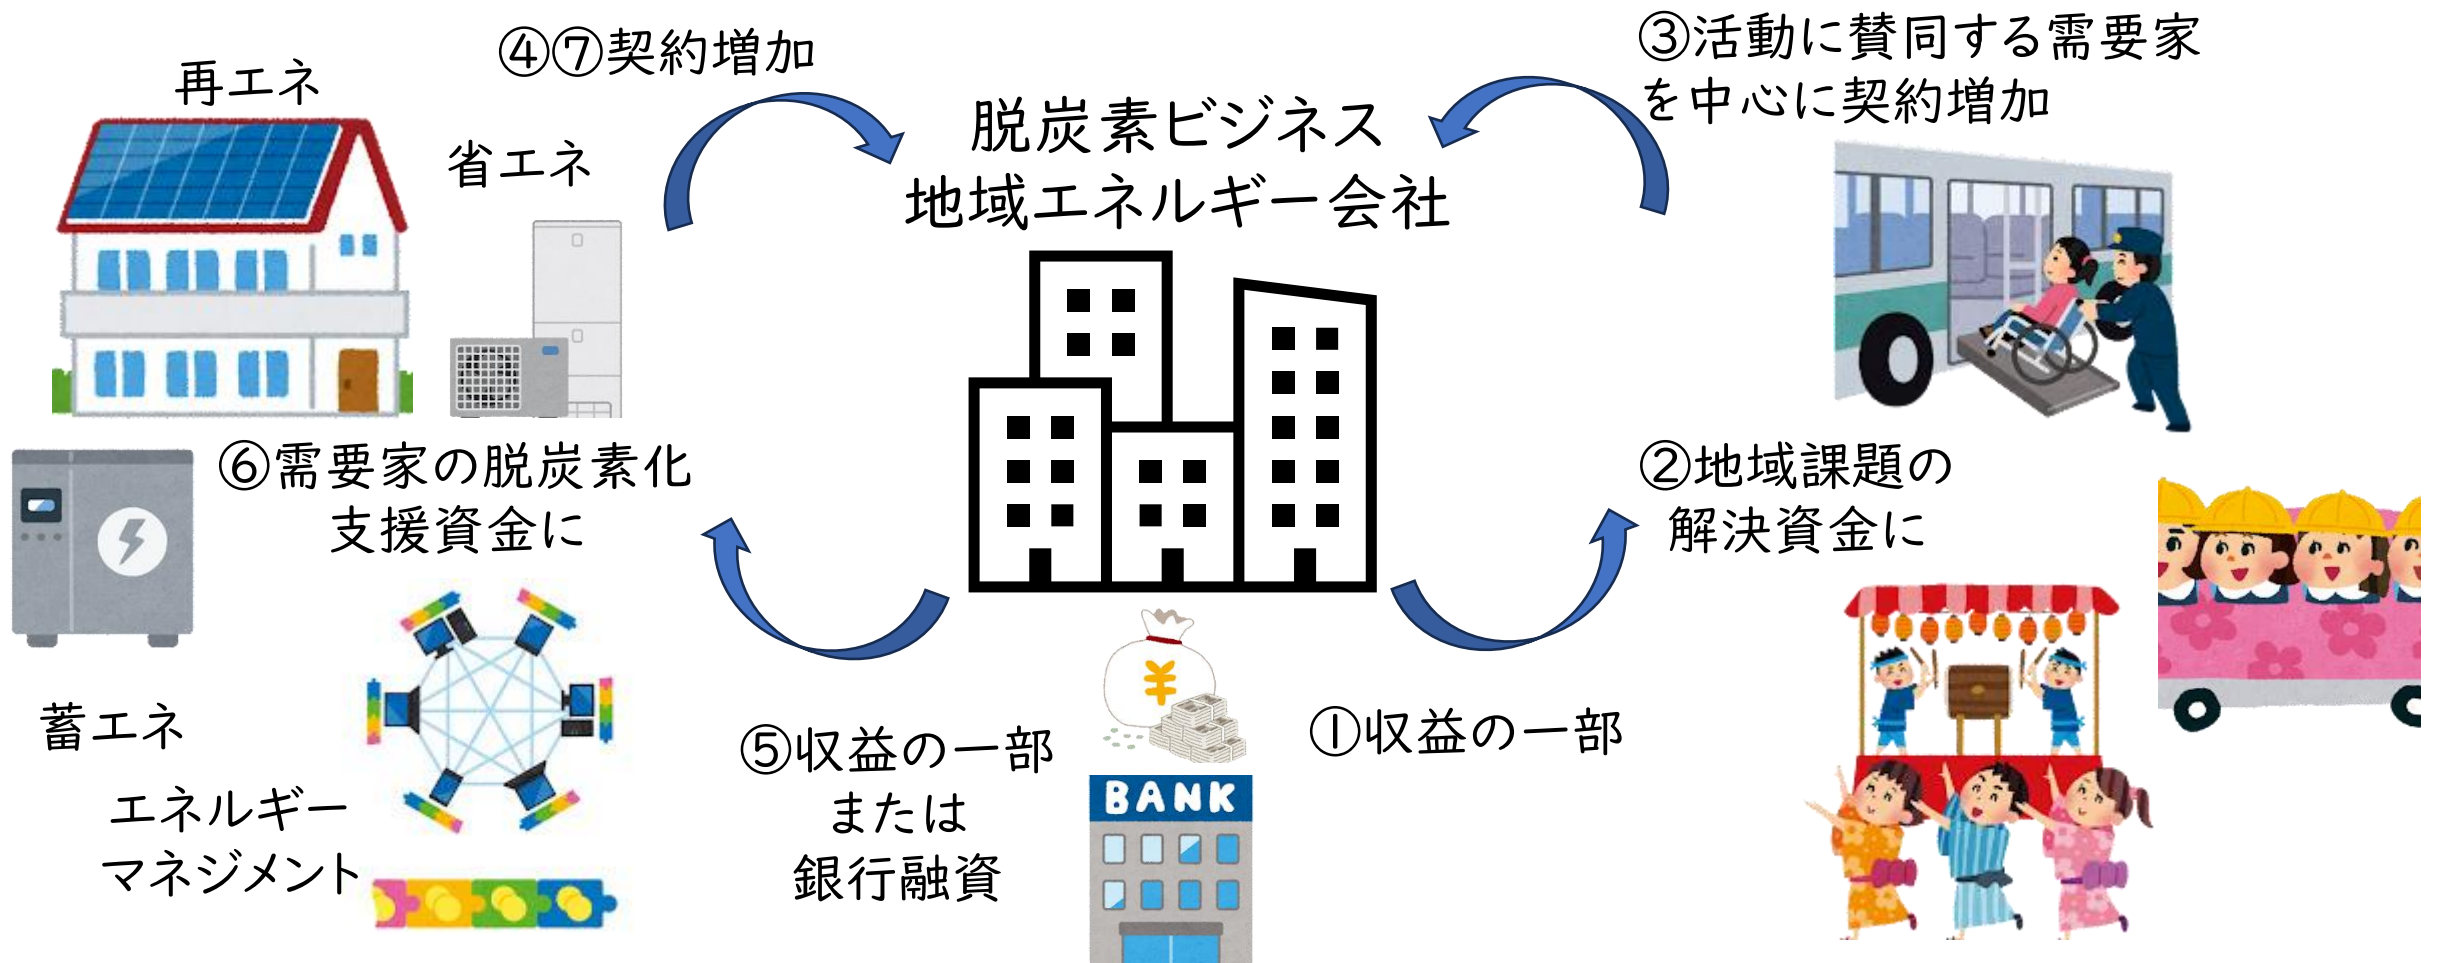 ④⑦契約増加
再エネ
省エネ
脱炭素ビジネス
地域エネルギー会社
③活動に賛同する需要家
を中心に契約増加
⑥需要家の脱炭素化
支援資金に
②地域課題の
解決資金に
蓄エネ
エネルギー
マネジメント
⑤収益の一部
または
銀行融資
¥
BANK
①収益の一部